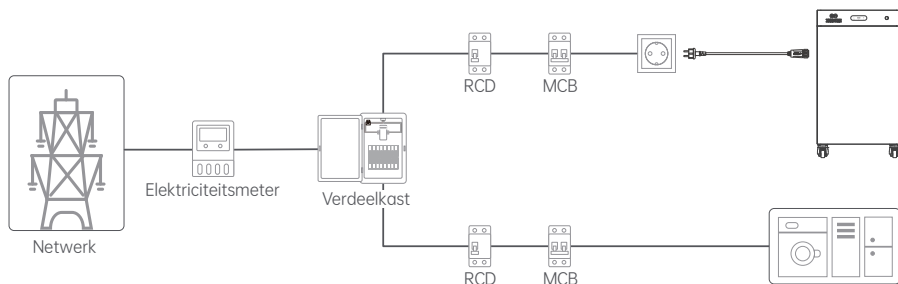 RCD
MCB
Elektriciteitsmeter
Verdeelkast
Netwerk
RCD
MCB